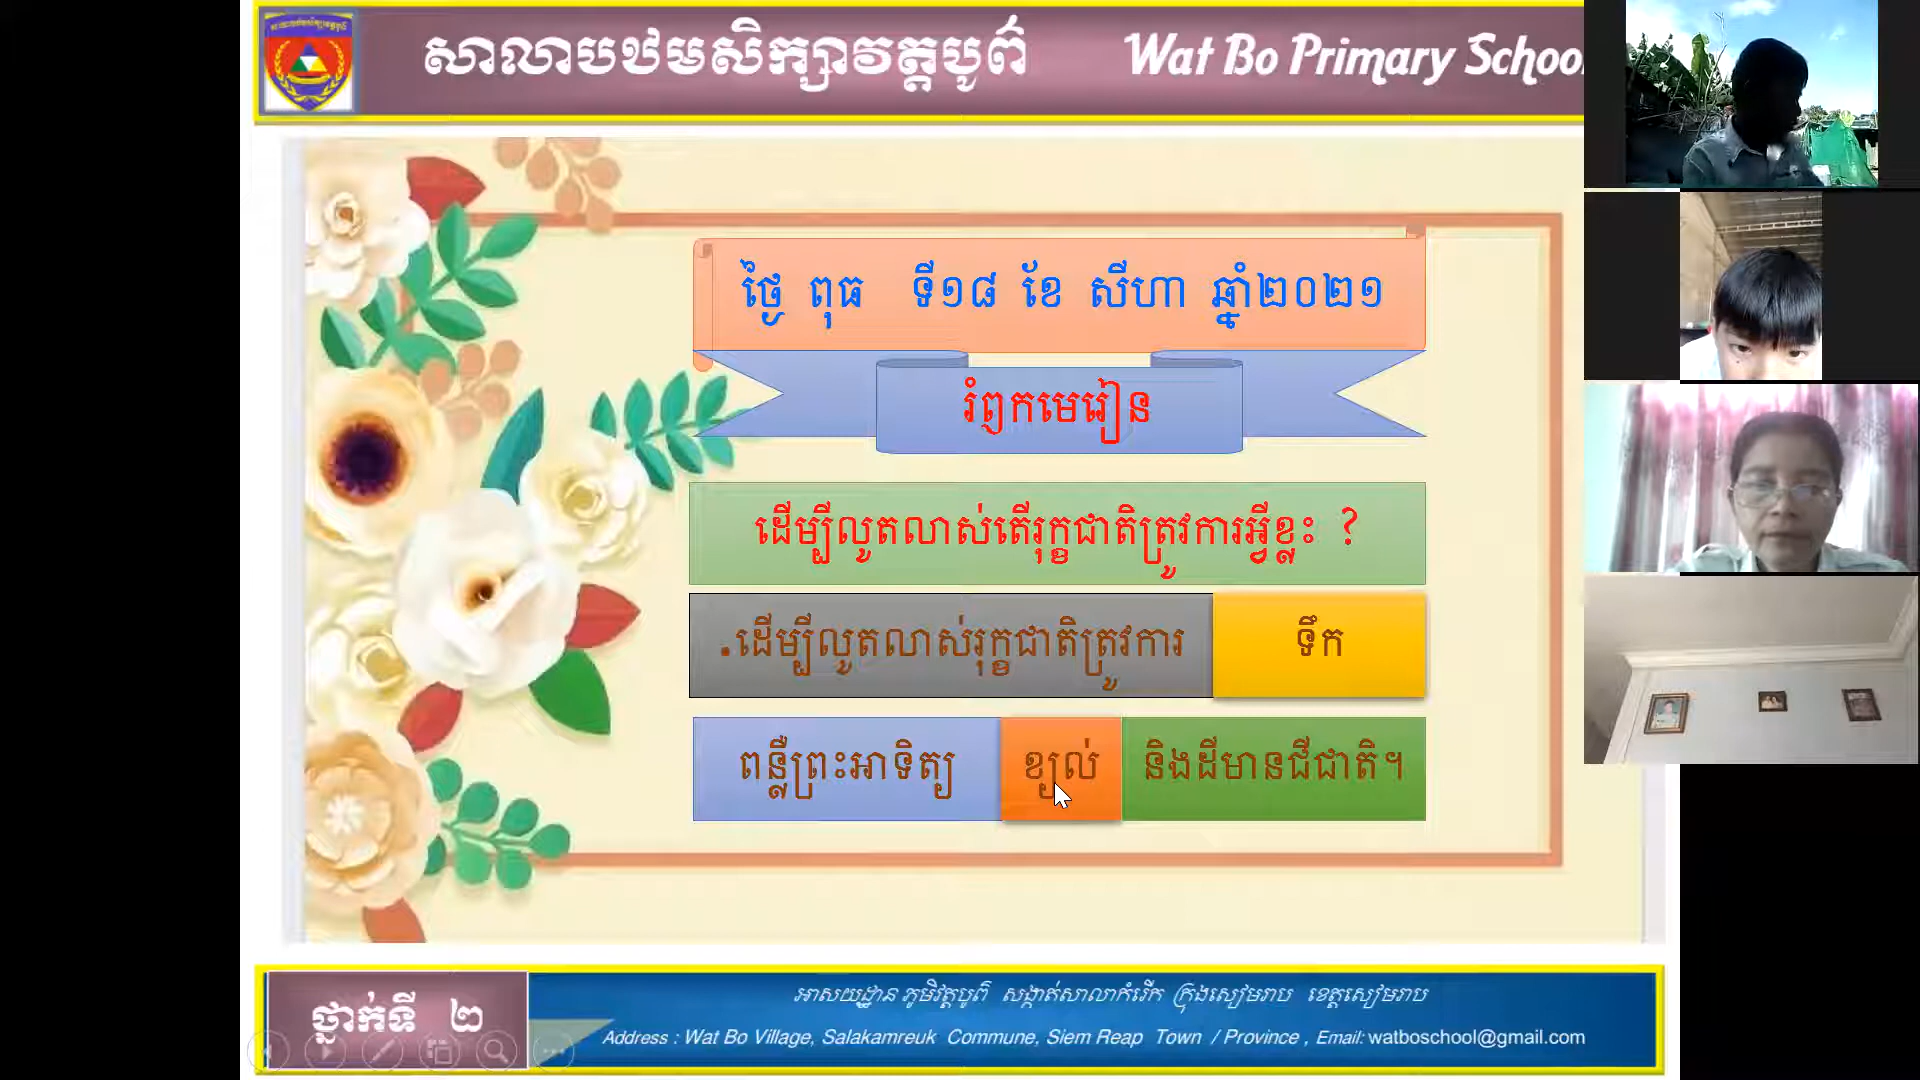 សាលាបឋមសិក្សាវត្តបូព៌ Wat Bo Primary School
ថ្ងៃ ពុធ ទី១៨ ខែ សីហា ឆ្នាំ២០២១
រំឭកមេរៀន
ដើម្បីលូតលាស់តើរុក្ខជាតិត្រូវការអ្វីខ្លះ ?
.ដើម្បីលូតលាស់រុក្ខជាតិត្រូវការ ទឹក
ពន្លឺព្រះអាទិត្យ ខ្យល់ និងដីមានជីជាតិ។
ថ្នាក់ទី ២
អាសយដ្ឋាន ភូមិវត្តបូព៌ សង្កាត់សាលាកំរើក ក្រុងសៀមរាប ខេត្តសៀមរាប
Address : Wat Bo Village, Salakamreuk Commune, Siem Reap Town / Province , Email: watboschool@gmail.com